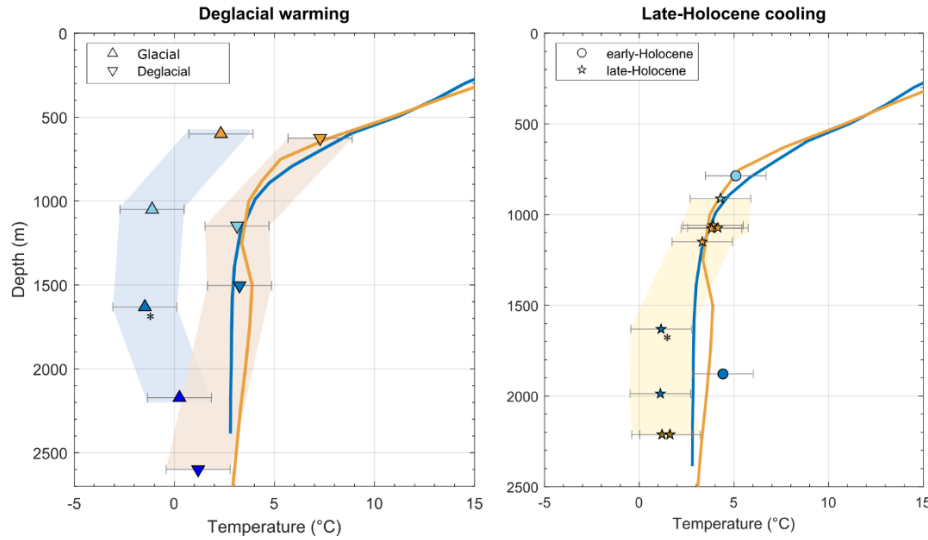 Deglacial warming
Glacial
Deglacial
0
500
1000
1500
2000
2500
Depth (m)
*
-5
0
5
10
15
Temperature (°C)
Late-Holocene cooling
early-Holocene
late-Holocene
0
500
1000
1500
2000
2500
*
-5
0
5
10
15
Temperature (°C)